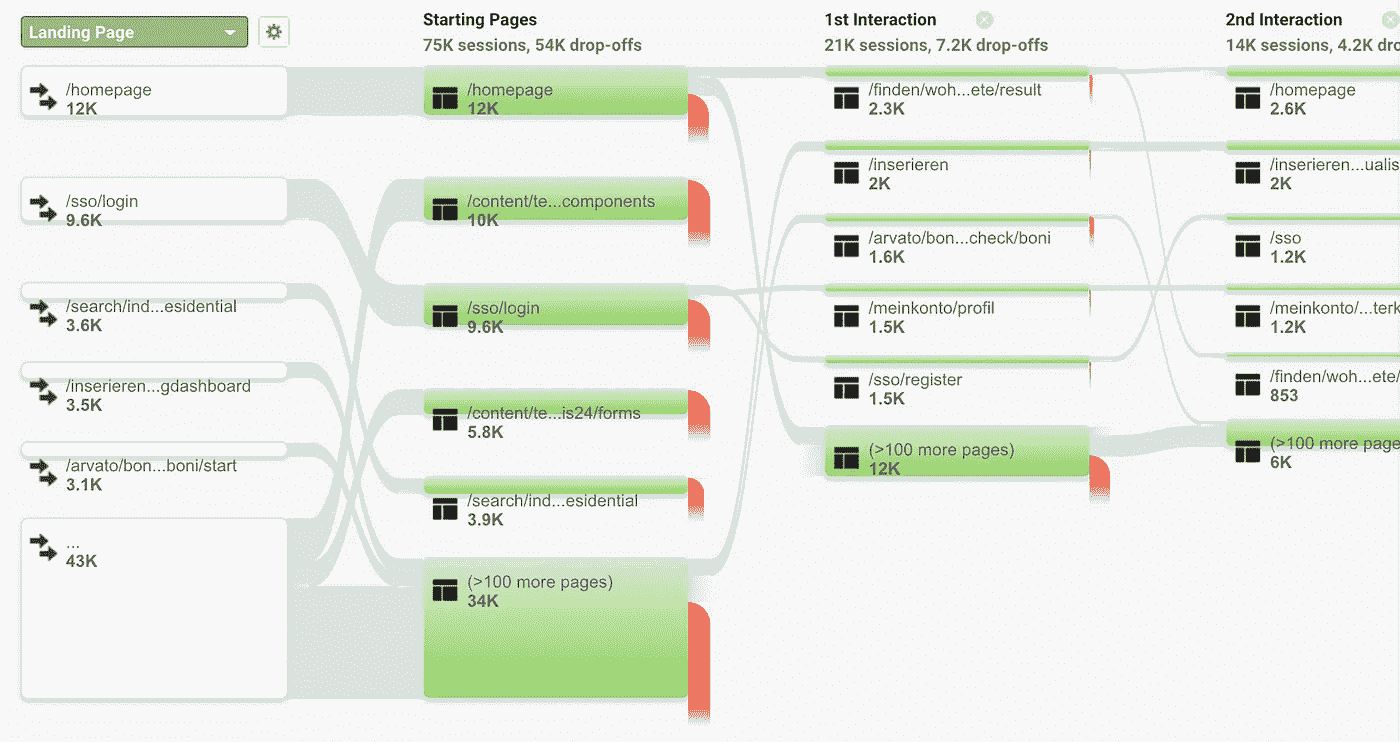 Landing Page
/homepage
12K
/sso/login
9.6K
/search/ind...esidential
3.6K
/inserieren...gdashboard
3.5K
/arvato/bon...boni/start
3.1K
...
43K
Starting Pages
75K sessions, 54K drop-offs
/homepage
12K
/content/te...components
10K
/sso/login
9.6K
/content/te...is24/forms
5.8K
/search/ind...esidential
3.9K
(>100 more pages)
34K
1st Interaction
21K sessions, 7.2K drop-offs
/finden/woh...ete/result
2.3K
/inserieren
2K
/arvato/bon...check/boni
1.6K
/meinkonto/profil
1.5K
/sso/register
1.5K
(>100 more pages)
12K
2nd Interaction
14K sessions, 4.2K dro
/homepage
2.6K
/inserieren...ualis
2K
/sso
1.2K
/meinkonto/...terk
1.2K
/finden/woh...ete/
853
(>100 more page
6K